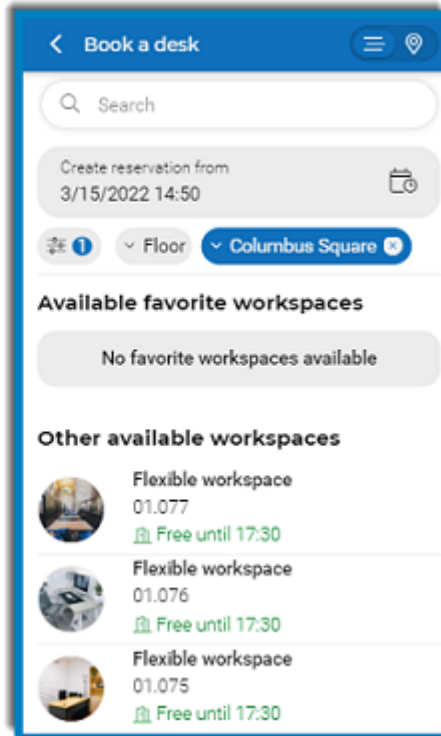 Book a desk
Search
Create reservation from
3/15/2022 14:50
1
Floor
Columbus Square
Available favorite workspaces
No favorite workspaces available
Other available workspaces
Flexible workspace
01.077
Free until 17:30
Flexible workspace
01.076
Free until 17:30
Flexible workspace
01.075
Free until 17:30